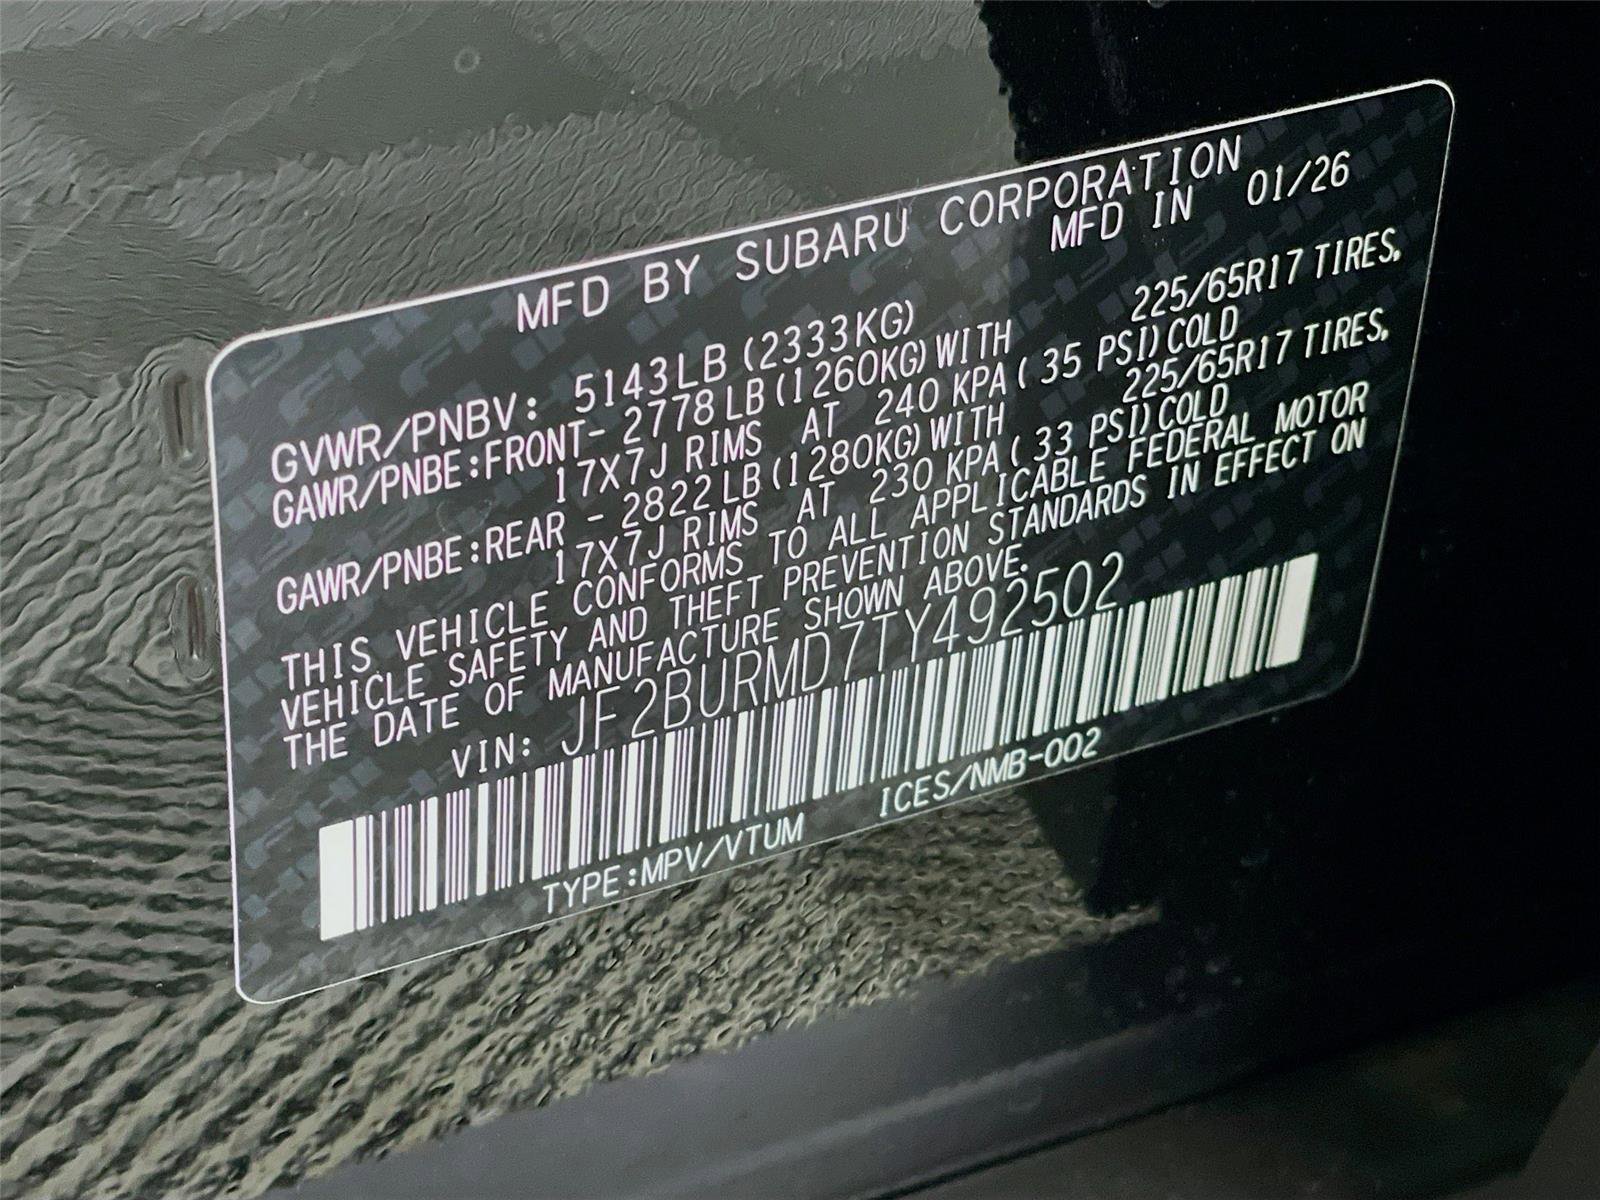 MFD BY SUBARU CORPORATION
MFD IN 01/26
GVWR/PNBV: 5143LB (2333KG)
GAWR/PNBE:FRONT- 2778LB (1260KG) WITH 225/65R17 TIRES,
17X7J RIMS AT 240 KPA ( 35 PSI) COLD
GAWR/PNBE:REAR - 2822LB (1280KG) WITH 225/65R17 TIRES,
17X7J RIMS AT 230 KPA ( 33 PSI) COLD
THIS VEHICLE CONFORMS TO ALL APPLICABLE FEDERAL MOTOR
VEHICLE SAFETY AND THEFT PREVENTION STANDARDS IN EFFECT ON
THE DATE OF MANUFACTURE SHOWN ABOVE.
VIN: JF2BURMD7TY492502
TYPE:MPV/VTUM ICES/NMB-002